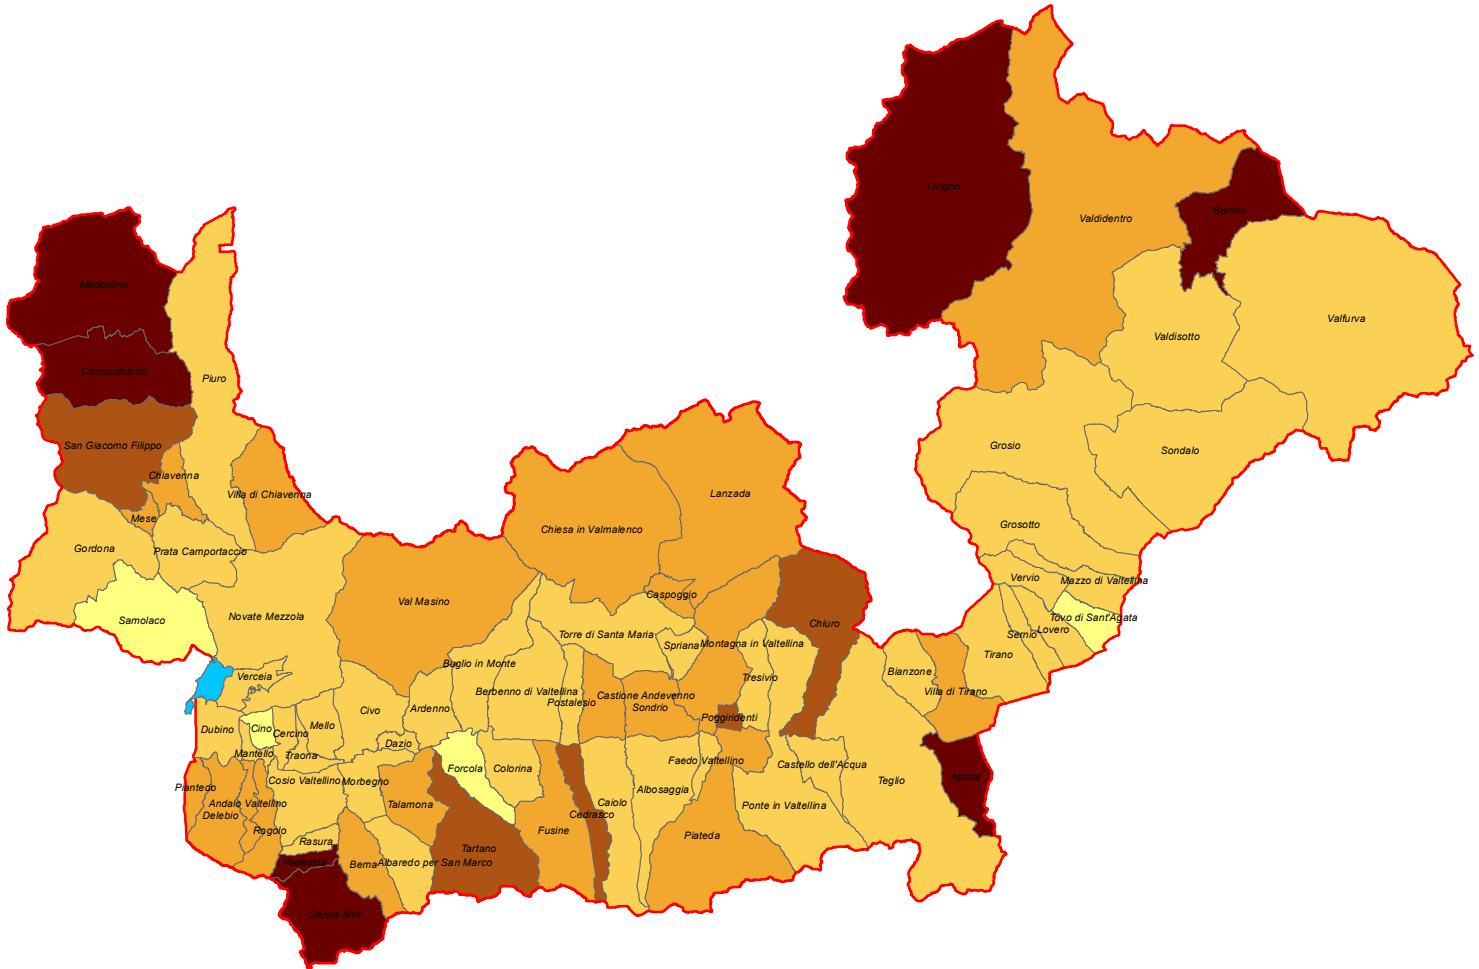 Livigno
Bormio
Valdidentro
Madesimo
Valfurva
Valdisotto
Campodolcino
Piuro
San Giacomo Filippo
Grosio
Sondalo
Chiavenna
Villa di Chiavenna
Lanzada
Mese
Chiesa in Valmalenco
Grosotto
Gordona
Prata Camportaccio
Vervio
Mazzo di Valtellina
Caspoggio
Val Masino
Samolaco
Novate Mezzola
Tovo di Sant'Agata
Chiuro
Lovero
Sernio
Torre di Santa Maria
Spriana
Montagna in Valtellina
Tirano
Buglio in Monte
Bianzone
Verceia
Tresivio
Berbenno di Valtellina
Villa di Tirano
Castione Andevenno
Postalesio
Sondrio
Ardenno
Civo
Poggiridenti
Mello
Dubino
Cino
Cercino
Dazio
Mantello
Traona
Faedo Valtellino
Castello dell'Acqua
Forcola
Colorina
Aprica
Cosio Valtellino
Morbegno
Teglio
Piantedo
Albosaggia
Andalo Valtellino
Talamona
Caiolo
Ponte in Valtellina
Delebio
Cedrasco
Rogolo
Fusine
Piateda
Rasura
Tartano
Pedesina
Bema
Albaredo per San Marco
Gerola Alta